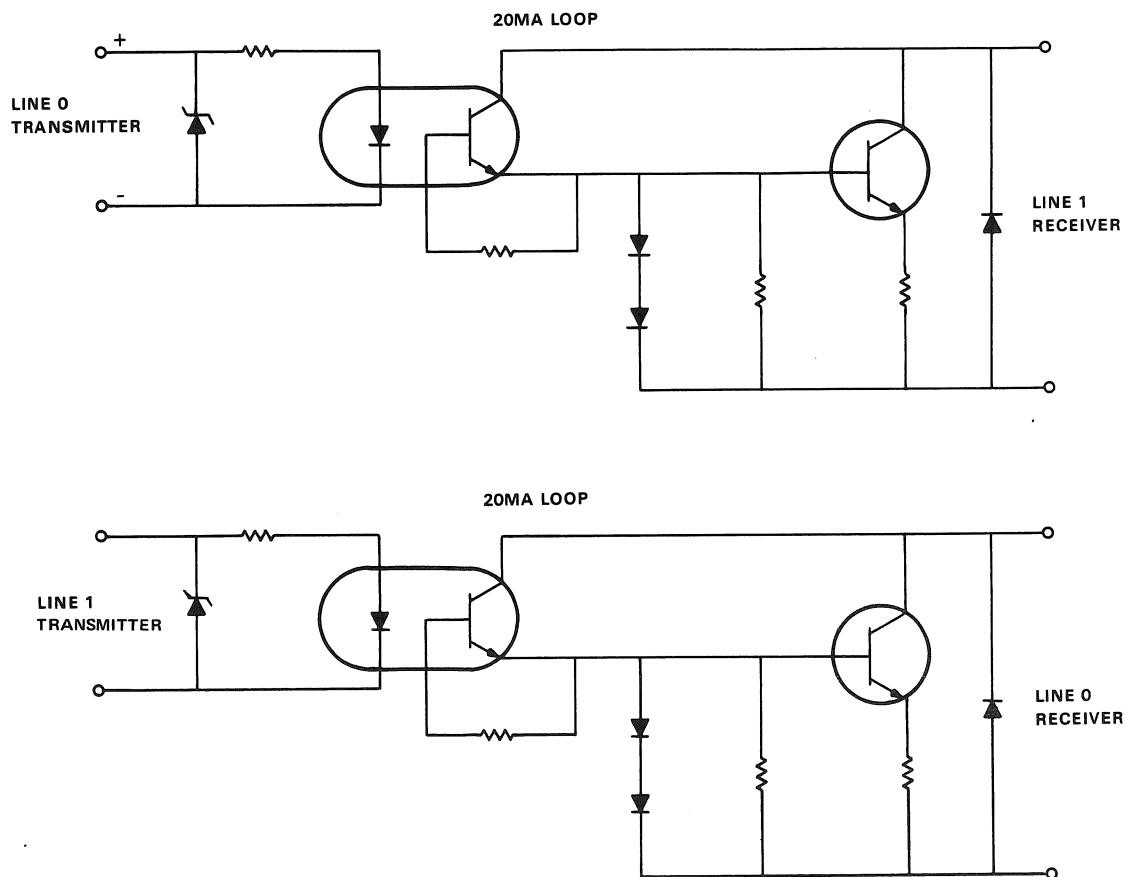 20MA LOOP
+
LINE 0
TRANSMITTER
-
LINE 1
RECEIVER
20MA LOOP
LINE 1
TRANSMITTER
LINE 0
RECEIVER